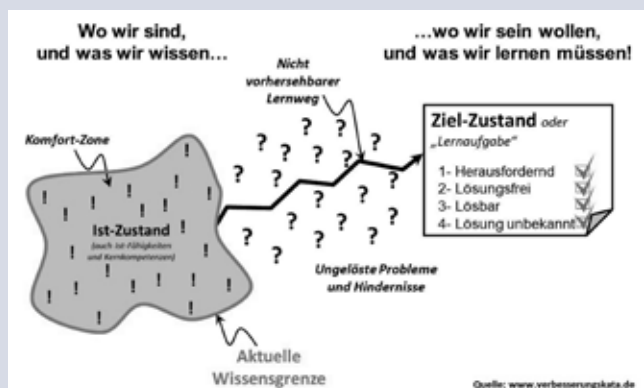 Wo wir sind,
und was wir wissen…
…wo wir sein wollen,
und was wir lernen müssen!
Nicht
vorhersehbarer
Lernweg
Komfort-Zone
Ziel-Zustand oder
„Lernaufgabe“
1- Herausfordernd
2- Lösungsfrei
3- Lösbar
4- Lösung unbekannt
Ist-Zustand
(auch Ist-Fähigkeiten
und Kernkompetenzen)
Ungelöste Probleme
und Hindernisse
Aktuelle
Wissensgrenze
Quelle: www.verbesserungskata.de